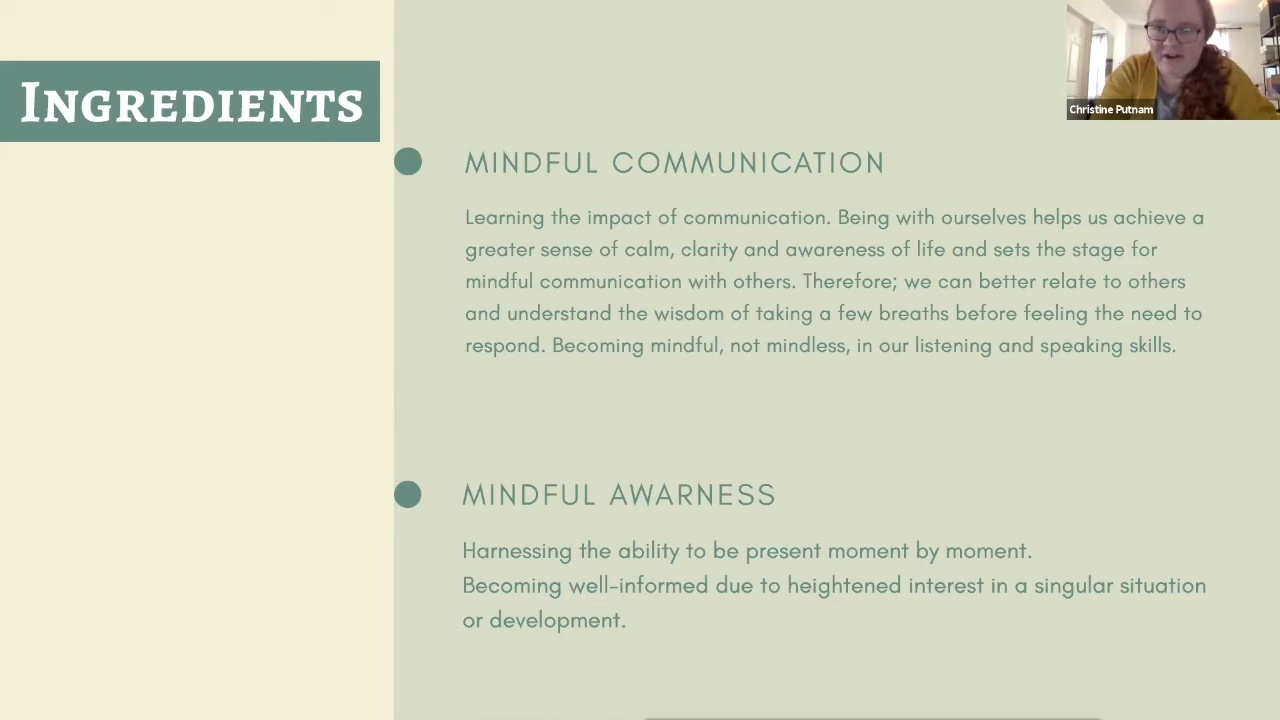 Ingredients
Christine Putnam
MINDFUL COMMUNICATION
Learning the impact of communication. Being with ourselves helps us achieve a
greater sense of calm, clarity and awareness of life and sets the stage for
mindful communication with others. Therefore; we can better relate to others
and understand the wisdom of taking a few breaths before feeling the need to
respond. Becoming mindful, not mindless, in our listening and speaking skills.
MINDFUL AWARNESS
Harnessing the ability to be present moment by moment.
Becoming well-informed due to heightened interest in a singular situation
or development.